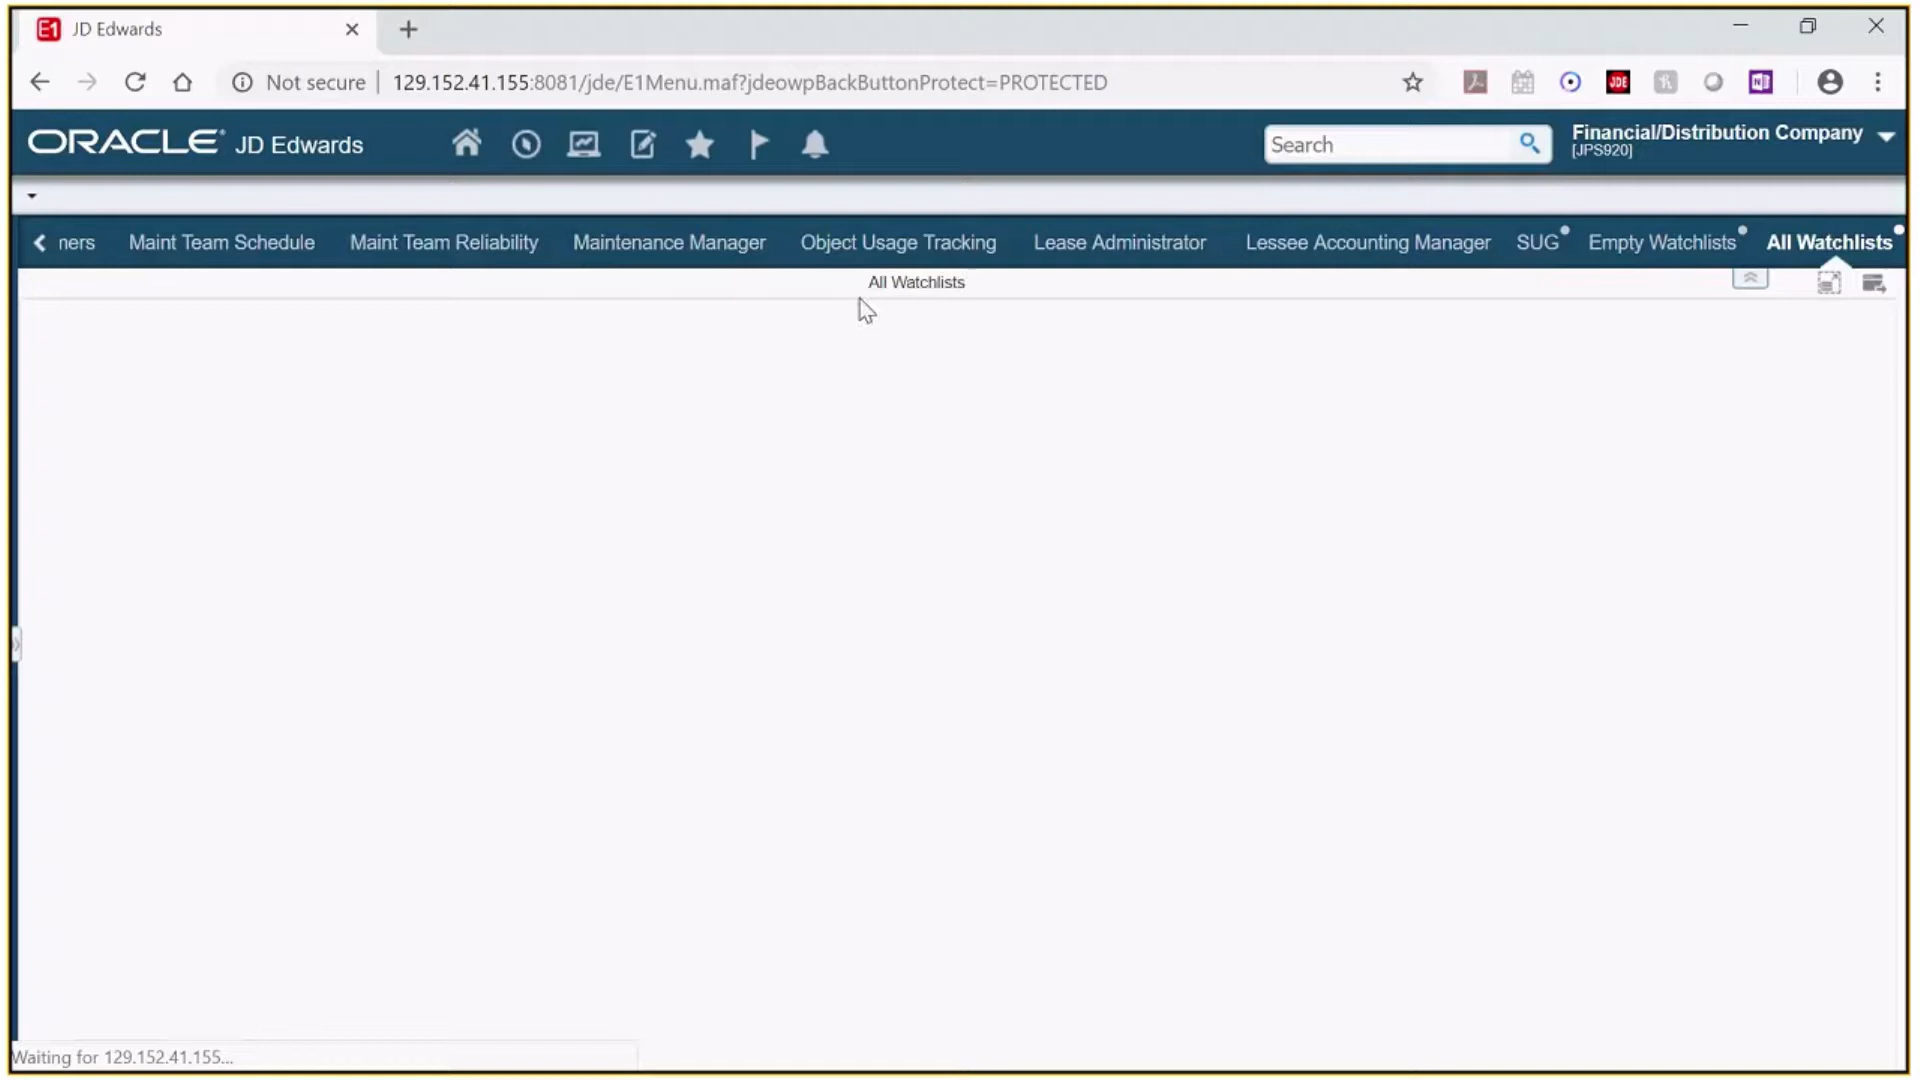 E1 JD Edwards
Not secure | 129.152.41.155:8081/jde/E1Menu.maf?jdeowpBackButtonProtect=PROTECTED
JDE
N
ORACLE JD Edwards
Search
Financial/Distribution Company
[JPS920]
ners Maint Team Schedule Maint Team Reliability Maintenance Manager Object Usage Tracking Lease Administrator Lessee Accounting Manager SUG Empty Watchlists All Watchlists
All Watchlists
Waiting for 129.152.41.155...